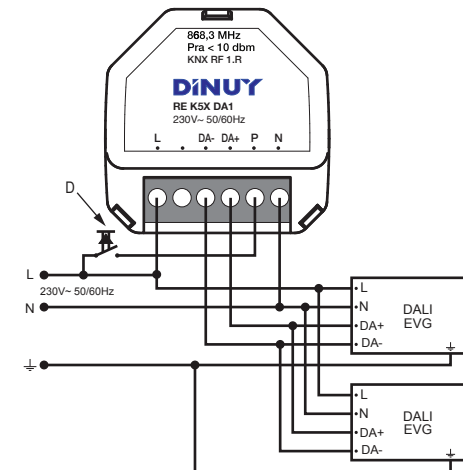 868,3 MHz
Pra < 10 dbm
KNX RF 1.R
DINUY
RE K5X DA1
230V~ 50/60Hz
L DA- DA+ P N
D
L
230V~ 50/60Hz
N
L
N
DA+
DA-
DALI
EVG
L
N
DA+
DA-
DALI
EVG